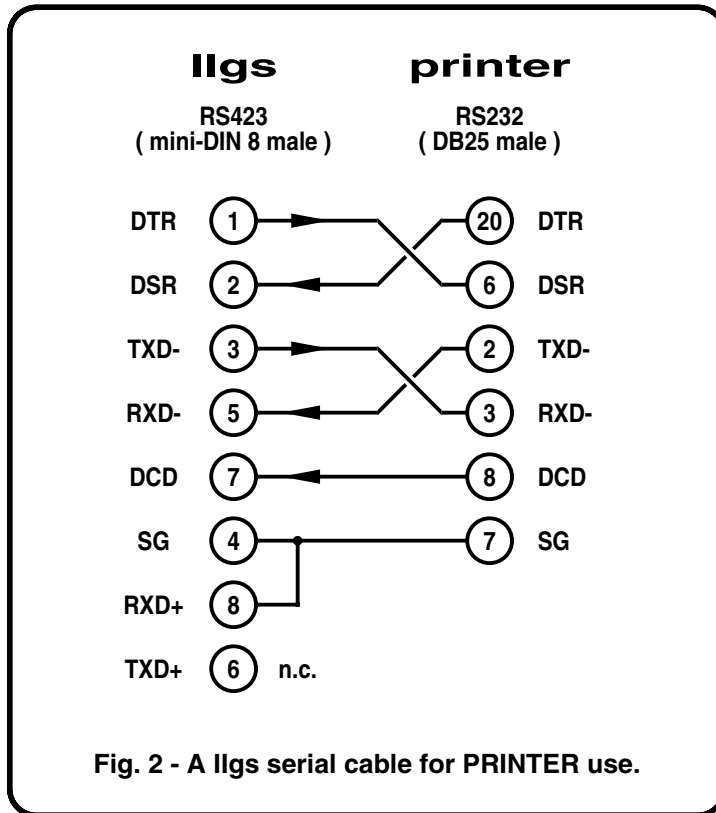 IIgs printer
RS423 RS232
( mini-DIN 8 male ) ( DB25 male )
DTR 1 20 DTR
DSR 2 6 DSR
TXD- 3 2 TXD-
RXD- 5 3 RXD-
DCD 7 8 DCD
SG 4 7 SG
RXD+ 8
TXD+ 6 n.c.
Fig. 2 - A IIgs serial cable for PRINTER use.